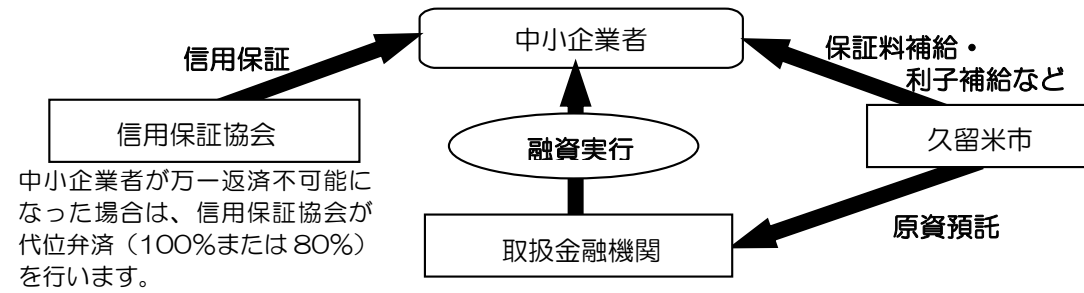 中小企業者
信用保証
保証料補給・
利子補給など
信用保証協会
融資実行
久留米市
中小企業者が万一返済不可能に
なった場合は、信用保証協会が
代位弁済（100%または80%）
を行います。
取扱金融機関
原資預託